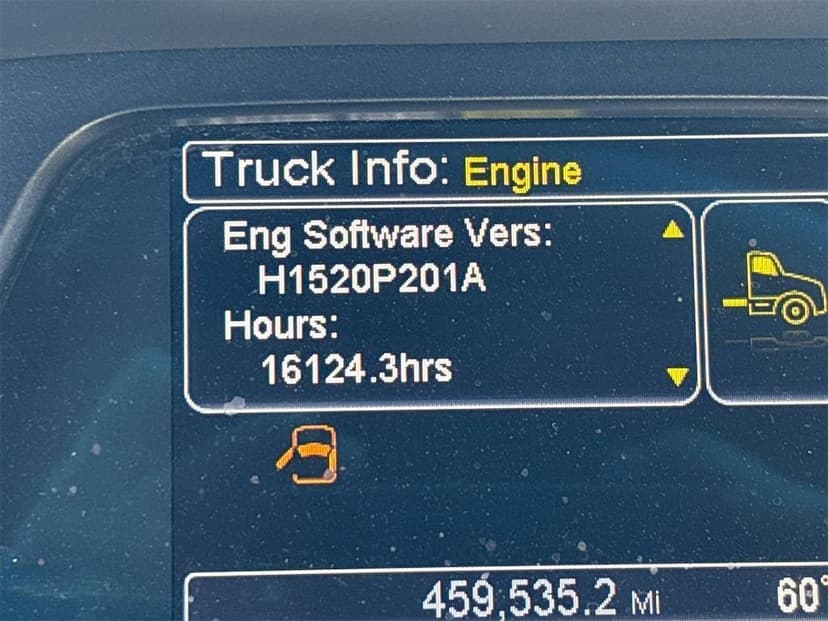 Truck Info: Engine
Eng Software Vers:
H1520P201A
Hours:
16124.3hrs
459,535.2 Mi 60°